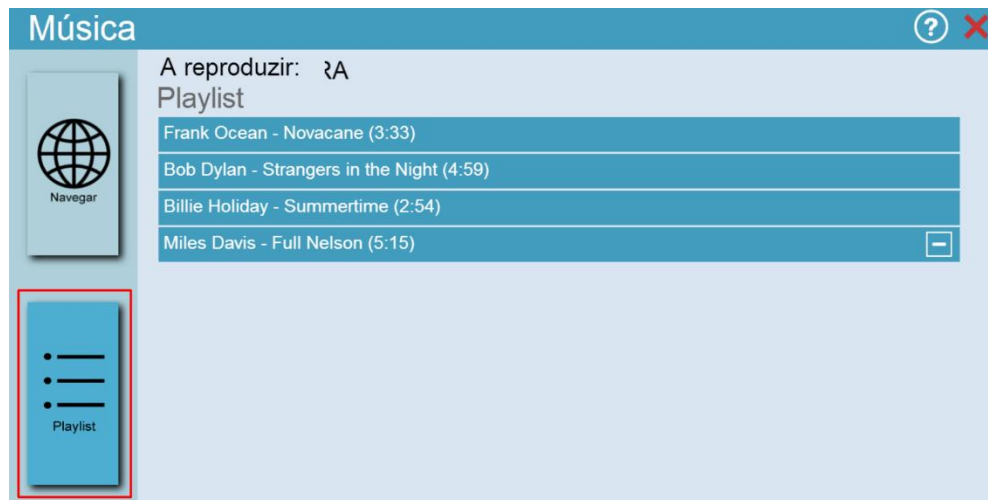 Música
?
A reproduzir: RA
Playlist
Frank Ocean - Novacane (3:33)
Bob Dylan - Strangers in the Night (4:59)
Billie Holiday - Summertime (2:54)
Miles Davis - Full Nelson (5:15)
Navegar
Playlist